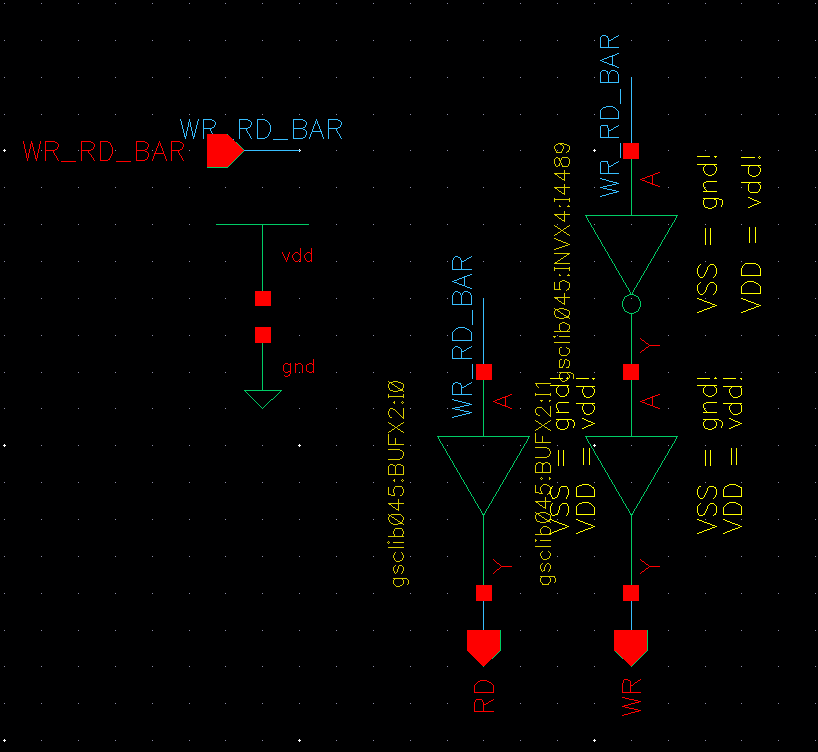 WR_RD_BAR
WR_RD_BAR
vdd
gnd
gsclib045:BUFX2:I0
WR_RD_BAR
A
VSS = gnd!
VDD = vdd!
Y
RD
gsclib045:INVX4:I4489
WR_RD_BAR
A
VSS = gnd!
VDD = vdd!
Y
gsclib045:BUFX2:I1
A
VSS = gnd!
VDD = vdd!
Y
WR